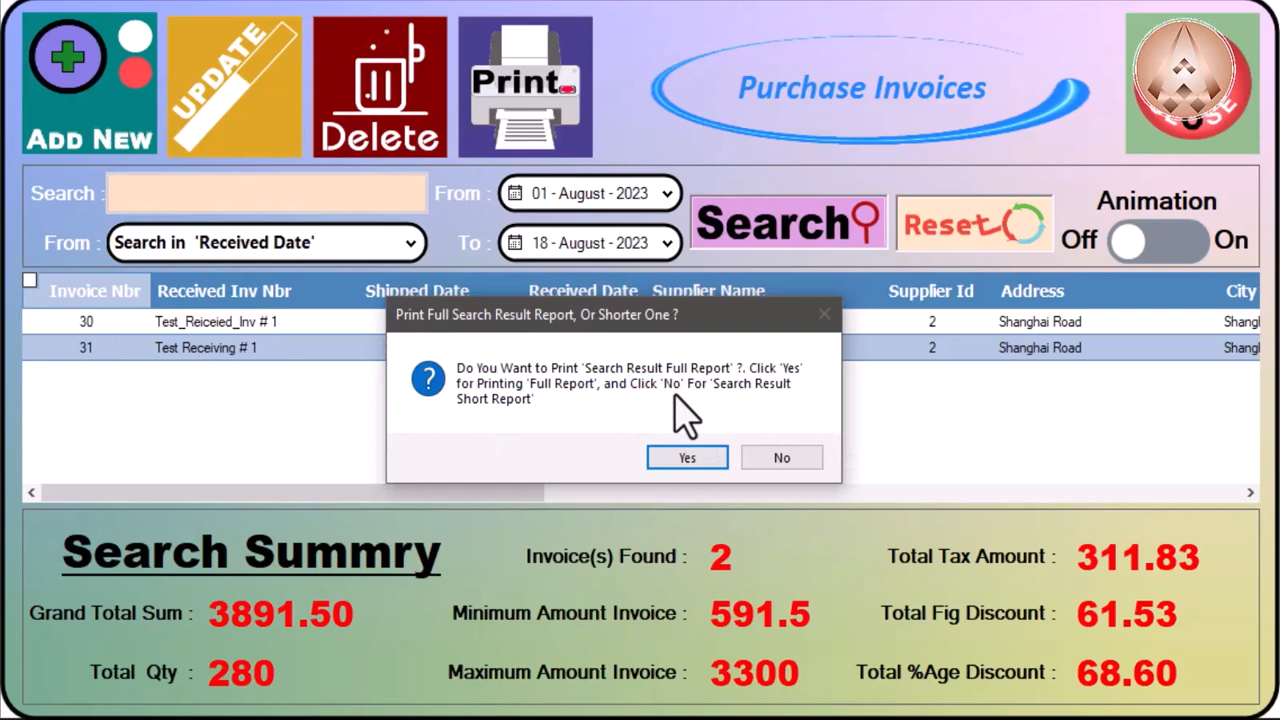 ADD NEW
UPDATE
Delete
Print
Purchase Invoices
Search :
From :
01 - August - 2023
Search
Reset
Animation
Off
On
From :
Search in 'Received Date'
To :
18 - August - 2023
Invoice Nbr Received Inv Nbr Shipped Date Received Date Supplier Name Supplier Id Address City
30 Test_Reiceied_Inv # 1 2 Shanghai Road Shangl
31 Test Receiving # 1 2 Shanghai Road Shangl
Print Full Search Result Report, Or Shorter One ?
Do You Want to Print 'Search Result Full Report' ?. Click 'Yes'
for Printing 'Full Report', and Click 'No' For 'Search Result
Short Report'
Yes No
Search Summry
Invoice(s) Found : 2
Total Tax Amount : 311.83
Grand Total Sum : 3891.50
Minimum Amount Invoice : 591.5
Total Fig Discount : 61.53
Total Qty : 280
Maximum Amount Invoice : 3300
Total %Age Discount : 68.60